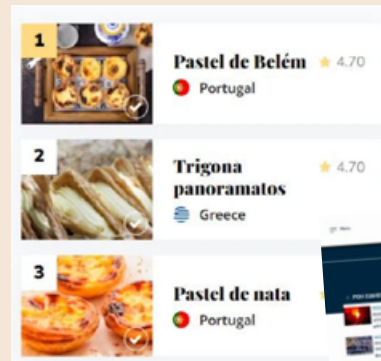 1
Pastel de Belém 4.70
Portugal
2
Trigona 4.70
panoramatos
Greece
3
Pastel de nata
Portugal